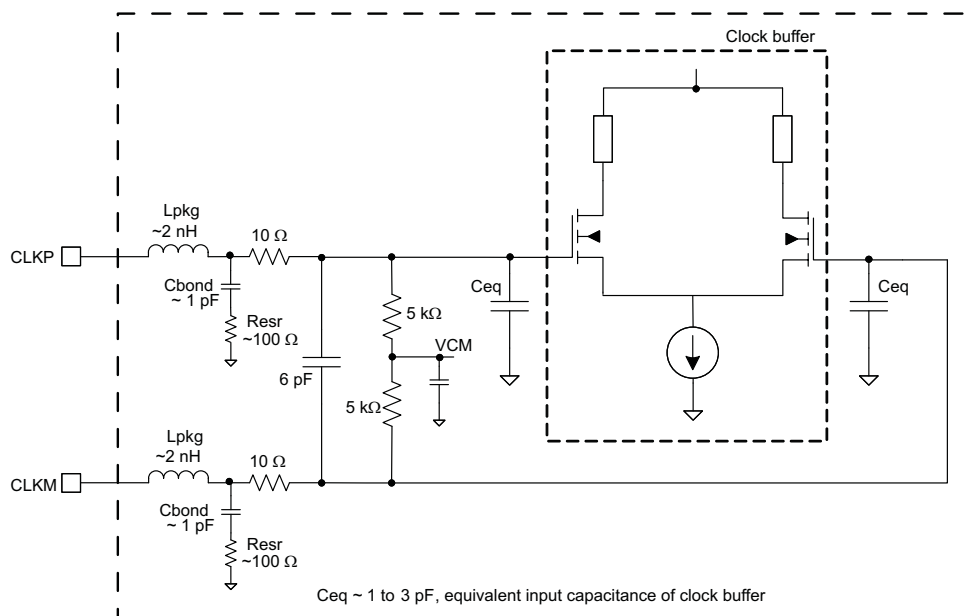 Clock buffer
Lpkg
~2 nH
10 Ω
CLKP
Cbond
~ 1 pF
Ceq
Ceq
5 kΩ
Resr
~100 Ω
VCM
6 pF
5 kΩ
Lpkg
~2 nH
10 Ω
CLKM
Cbond
~ 1 pF
Resr
~100 Ω
Ceq ~ 1 to 3 pF, equivalent input capacitance of clock buffer